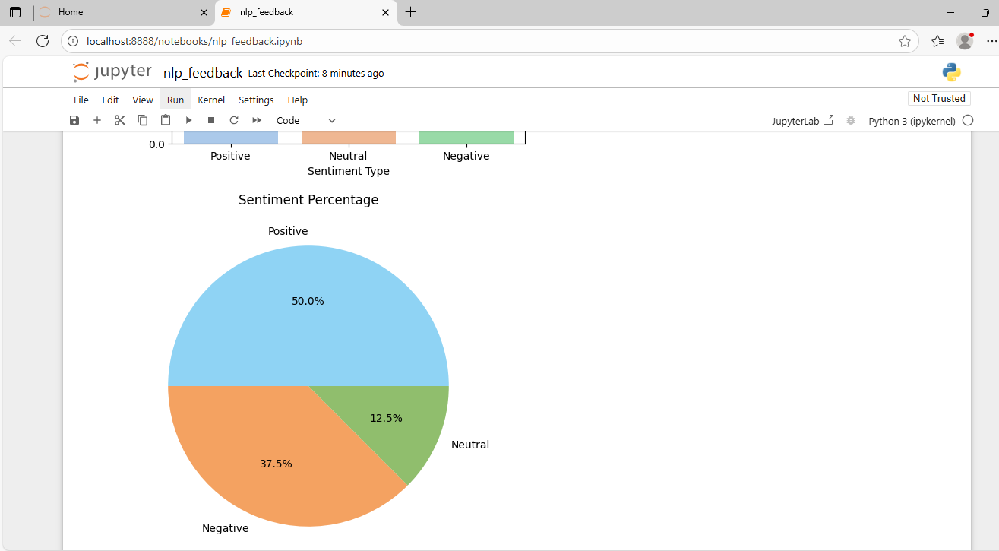 Home
nlp_feedback
localhost:8888/notebooks/nlp_feedback.ipynb
jupyter nlp_feedback Last Checkpoint: 8 minutes ago
File Edit View Run Kernel Settings Help
Not Trusted
Code
JupyterLab
Python 3 (ipykernel)
0.0
Positive Neutral Negative
Sentiment Type
Sentiment Percentage
Positive
50.0%
12.5%
Neutral
37.5%
Negative